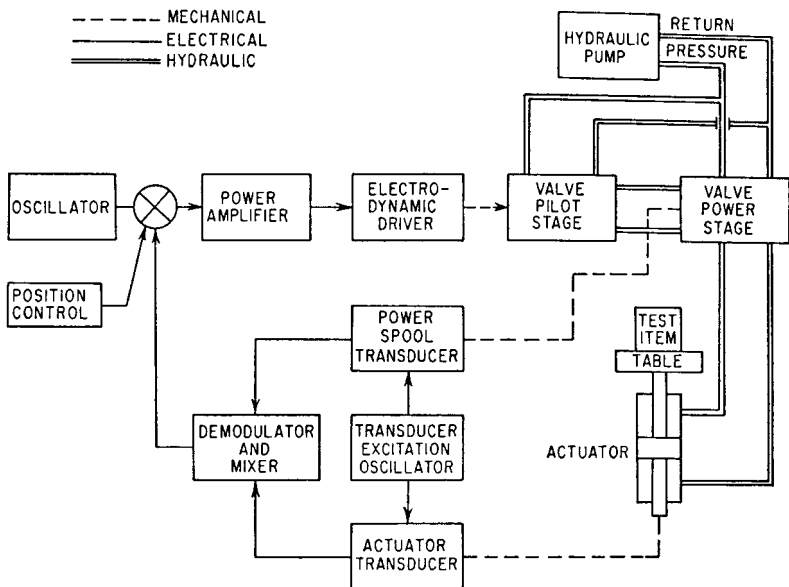 MECHANICAL
ELECTRICAL
HYDRAULIC
HYDRAULIC
PUMP
RETURN
PRESSURE
OSCILLATOR
POWER
AMPLIFIER
ELECTRO-
DYNAMIC
DRIVER
VALVE
PILOT
STAGE
VALVE
POWER
STAGE
POSITION
CONTROL
POWER
SPOOL
TRANSDUCER
TEST
ITEM
TABLE
DEMODULATOR
AND
MIXER
TRANSDUCER
EXCITATION
OSCILLATOR
ACTUATOR
ACTUATOR
TRANSDUCER